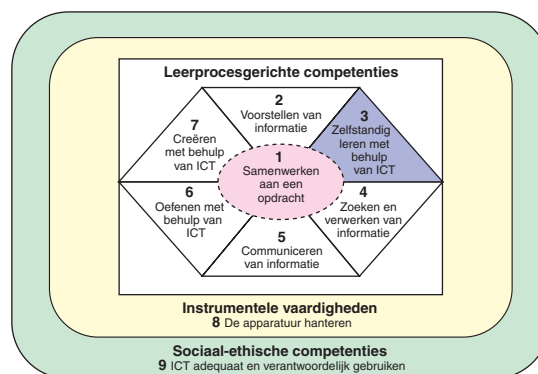 Leerprocesgerichte competenties
2
Voorstellen van
informatie
3
Zelfstandig
leren met
behulp
van ICT
7
Creëren
met behulp
van ICT
1
Samenwerken
aan een
opdracht
6
Oefenen met
behulp van
ICT
4
Zoeken en
verwerken van
informatie
5
Communiceren
van informatie
Instrumentele vaardigheden
8 De apparatuur hanteren
Sociaal-ethische competenties
9 ICT adequaat en verantwoordelijk gebruiken